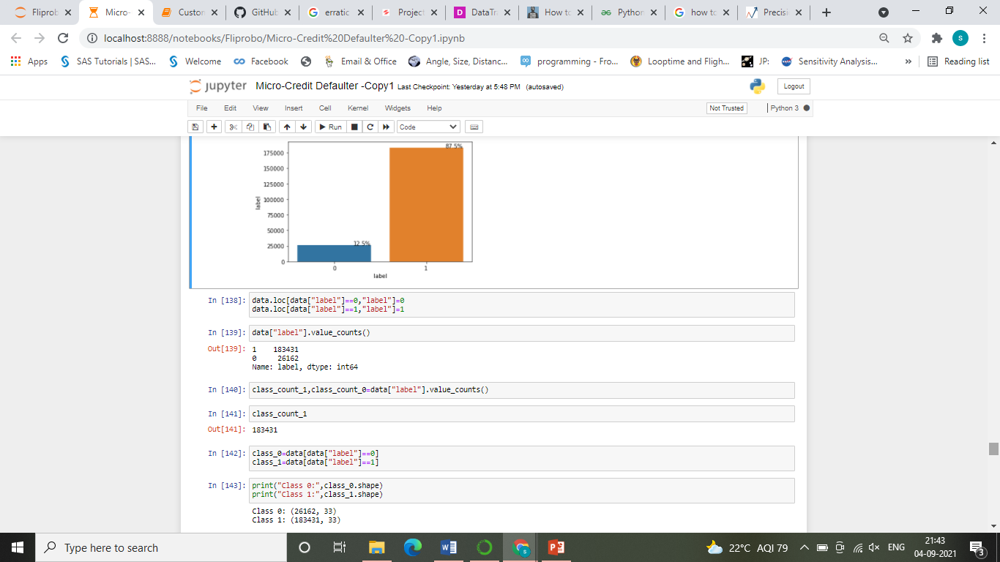 Fliprob
Micro-
Custor
GitHub
erratic
Project
DataTr
How to
Pythor
how to
Precisi
localhost:8888/notebooks/Fliprobo/Micro-Credit%20Defaulter%20-Copy1.ipynb
s
Apps
SAS Tutorials | SAS...
Welcome
Facebook
Email & Office
Angle, Size, Distanc...
programming - Fro...
Looptime and Fligh...
JP:
Sensitivity Analysis...
»
Reading list
jupyter Micro-Credit Defaulter -Copy1 Last Checkpoint: Yesterday at 5:48 PM (autosaved)
Logout
File Edit View Insert Cell Kernel Widgets Help
Not Trusted
Python 3
Run
Code
175000
150000
125000
100000
75000
50000
25000
0
label
12.5%
87.5%
0 1
label
In [138]: data.loc[data["label"]==0,"label"]=0
data.loc[data["label"]==1,"label"]=1
In [139]: data["label"].value_counts()
Out[139]: 1 183431
0 26162
Name: label, dtype: int64
In [140]: class_count_1,class_count_0=data["label"].value_counts()
In [141]: class_count_1
Out[141]: 183431
In [142]: class_0=data[data["label"]==0]
class_1=data[data["label"]==1]
In [143]: print("Class 0:",class_0.shape)
print("Class 1:",class_1.shape)
Class 0: (26162, 33)
Class 1: (183431, 33)
Type here to search
22°C AQI 79
ENG
21:43
04-09-2021
3